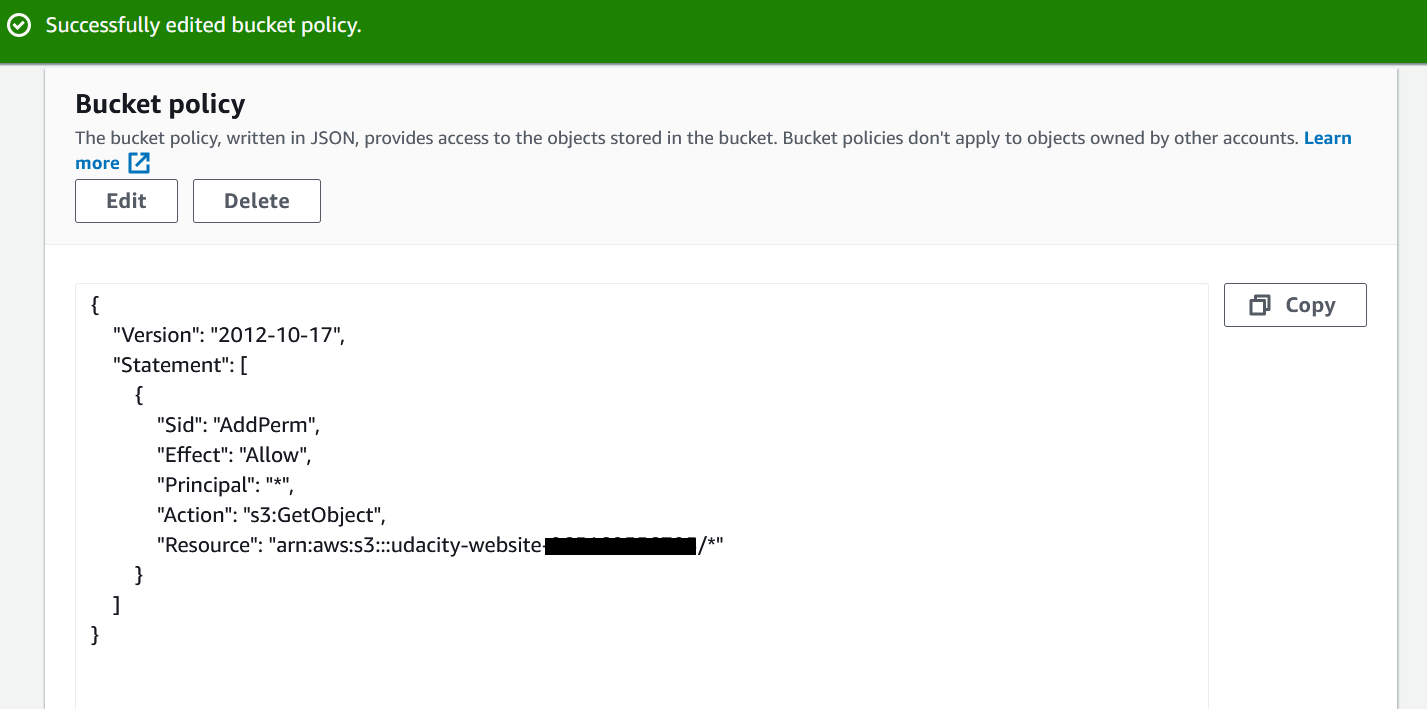 Successfully edited bucket policy.
Bucket policy
The bucket policy, written in JSON, provides access to the objects stored in the bucket. Bucket policies don't apply to objects owned by other accounts. Learn
more
Edit
Delete
Copy
{
"Version": "2012-10-17",
"Statement": [
{
"Sid": "AddPerm",
"Effect": "Allow",
"Principal": "*",
"Action": "s3:GetObject",
"Resource": "arn:aws:s3:::udacity-website-/*"
}
]
}